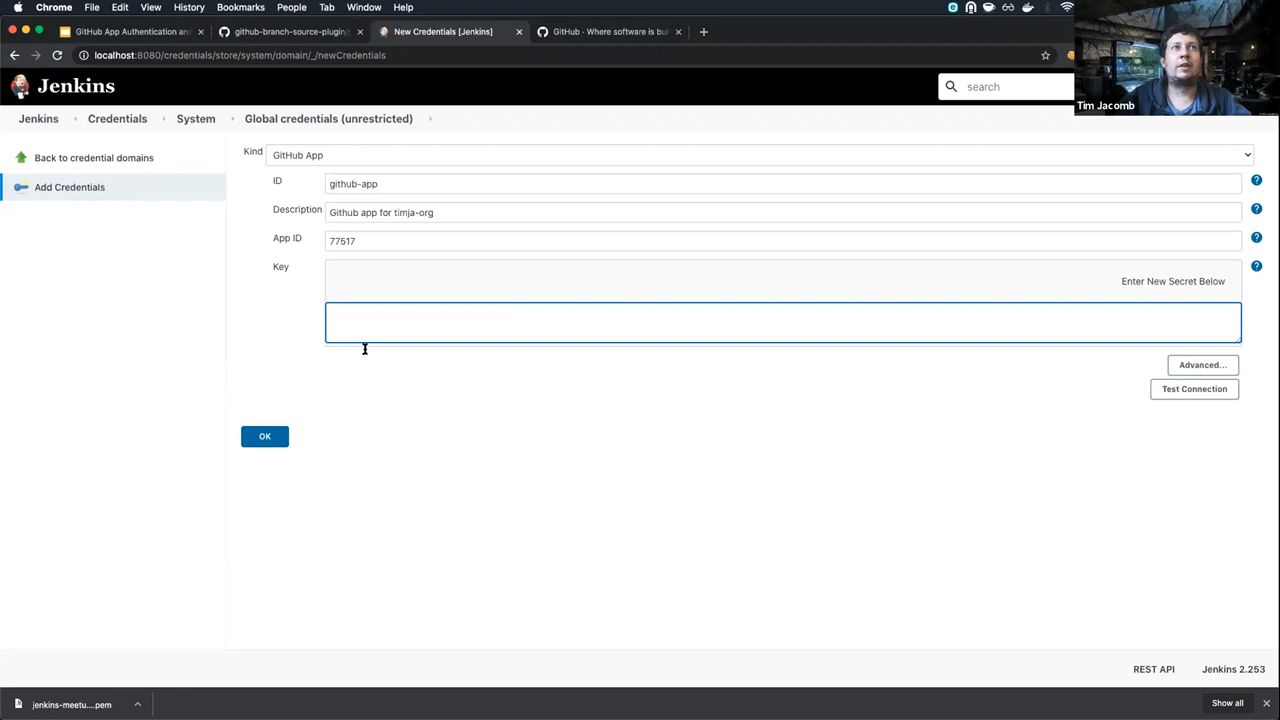 Chrome File Edit View History Bookmarks People Tab Window Help
GitHub App Authentication and
github-branch-source-plugin/
New Credentials [Jenkins]
GitHub · Where software is bui
localhost:8080/credentials/store/system/domain/_/newCredentials
Jenkins
search
Tim Jacomb
Jenkins Credentials System Global credentials (unrestricted)
Back to credential domains
Add Credentials
Kind GitHub App
ID github-app
Description Github app for timja-org
App ID 77517
Key
Enter New Secret Below
Advanced...
Test Connection
OK
REST API Jenkins 2.253
jenkins-meetu....pem
Show all